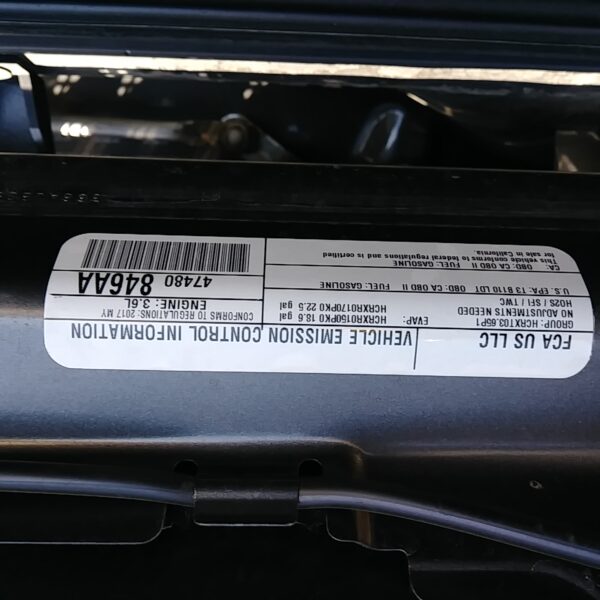 FCA US LLC
VEHICLE EMISSION CONTROL INFORMATION
GROUP: HCRXT03.65P1
NO ADJUSTMENTS NEEDED
HO2S / SFI / TWC
EVAP:
HCRXR0150PK0 18.6 gal
HCRXR0170PK0 22.5 gal
CONFORMS TO REGULATIONS: 2017 MY
ENGINE: 3.6L
U.S. EPA: T3 B110 LDT OBD: CA OBD II FUEL: GASOLINE
CA: OBD: CA OBD II FUEL: GASOLINE
This vehicle conforms to federal regulations and is certified
for sale in California.
47480 846AA